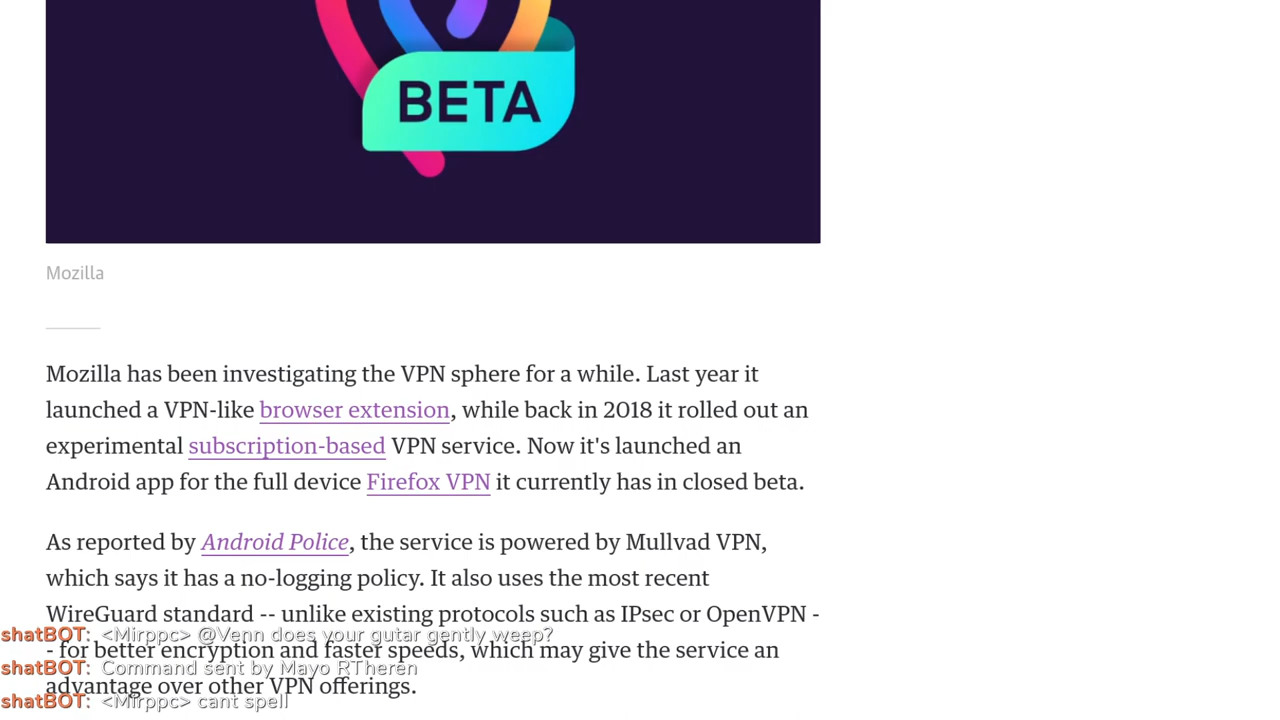 BETA
Mozilla
Mozilla has been investigating the VPN sphere for a while. Last year it
launched a VPN-like browser extension, while back in 2018 it rolled out an
experimental subscription-based VPN service. Now it's launched an
Android app for the full device Firefox VPN it currently has in closed beta.
As reported by Android Police, the service is powered by Mullvad VPN,
which says it has a no-logging policy. It also uses the most recent
WireGuard standard -- unlike existing protocols such as IPsec or OpenVPN -
shatBOT: <Mirppc> @Venn does your gutar gently weep?
- for better encryption and faster speeds, which may give the service an
shatBOT: Command sent by Mayo RTheren
advantage over other VPN offerings.
shatBOT: <Mirppc> cant spell